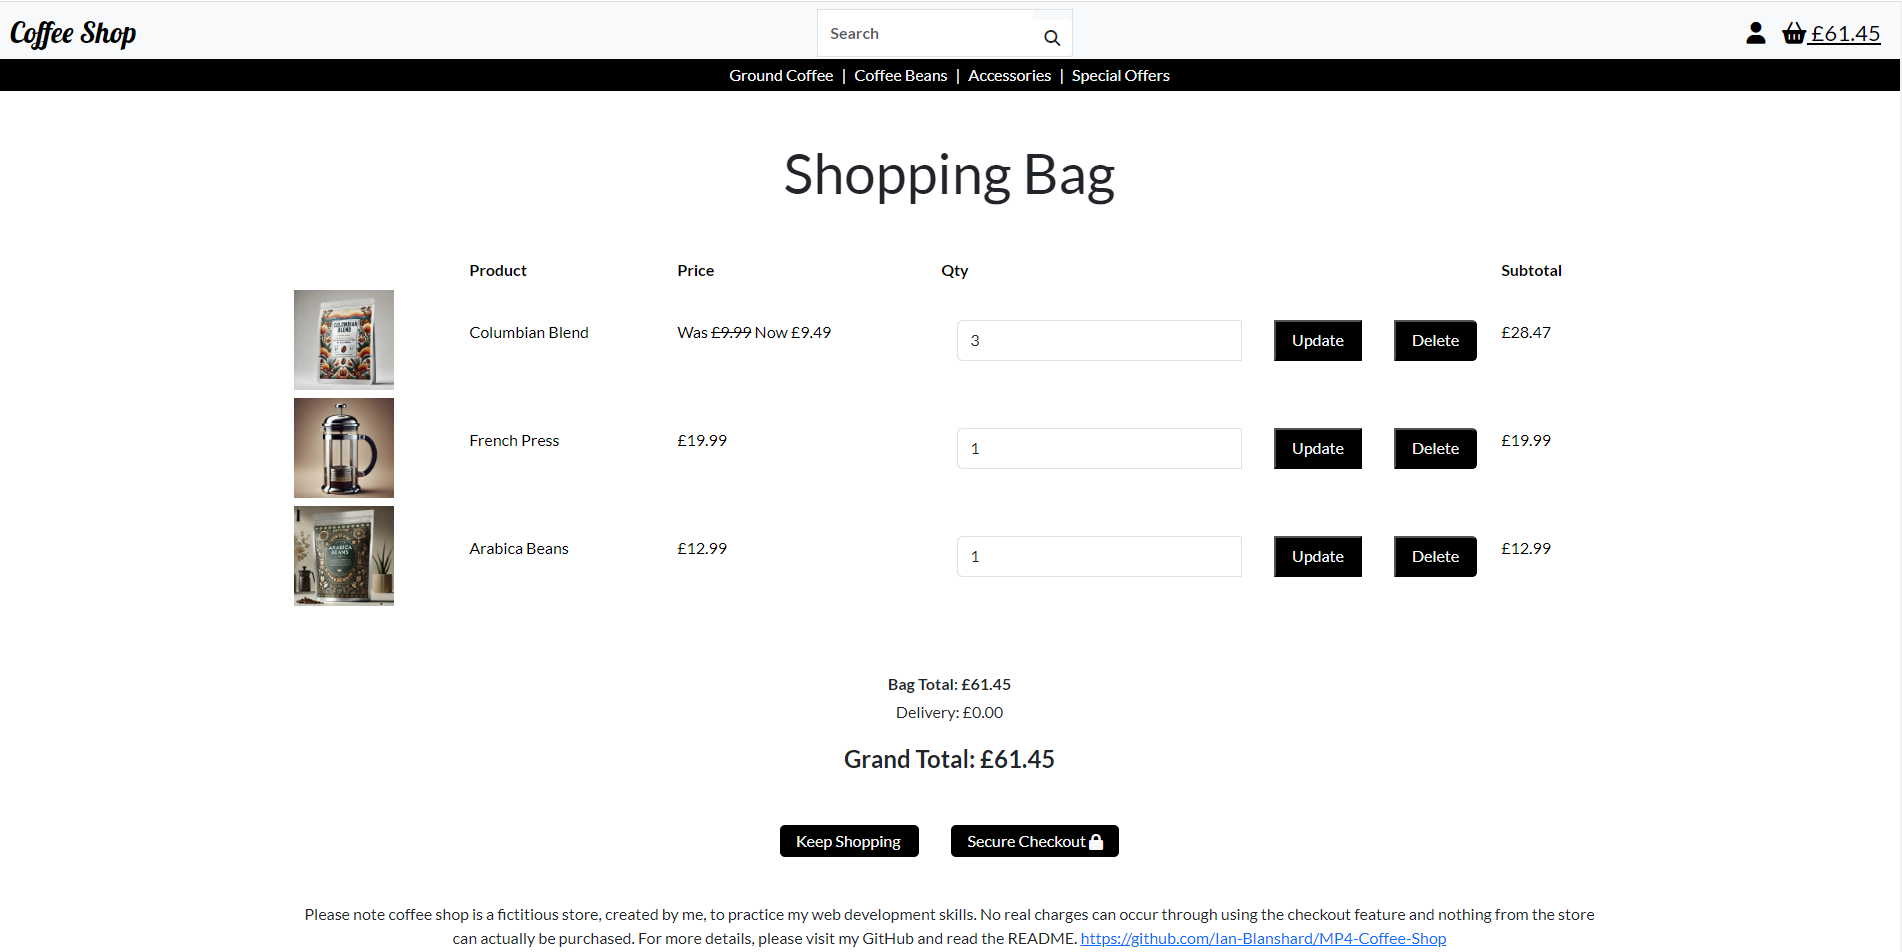 Coffee Shop
Search
£61.45
Ground Coffee | Coffee Beans | Accessories | Special Offers
Shopping Bag
Product Price Qty Subtotal
COLOMBIAN
BLEND
Columbian Blend Was £9.99 Now £9.49 3 Update Delete £28.47
French Press £19.99 1 Update Delete £19.99
ARABICA
BEANS
Arabica Beans £12.99 1 Update Delete £12.99
Bag Total: £61.45
Delivery: £0.00
Grand Total: £61.45
Keep Shopping Secure Checkout
Please note coffee shop is a fictitious store, created by me, to practice my web development skills. No real charges can occur through using the checkout feature and nothing from the store
can actually be purchased. For more details, please visit my GitHub and read the README. https://github.com/Ian-Blanshard/MP4-Coffee-Shop